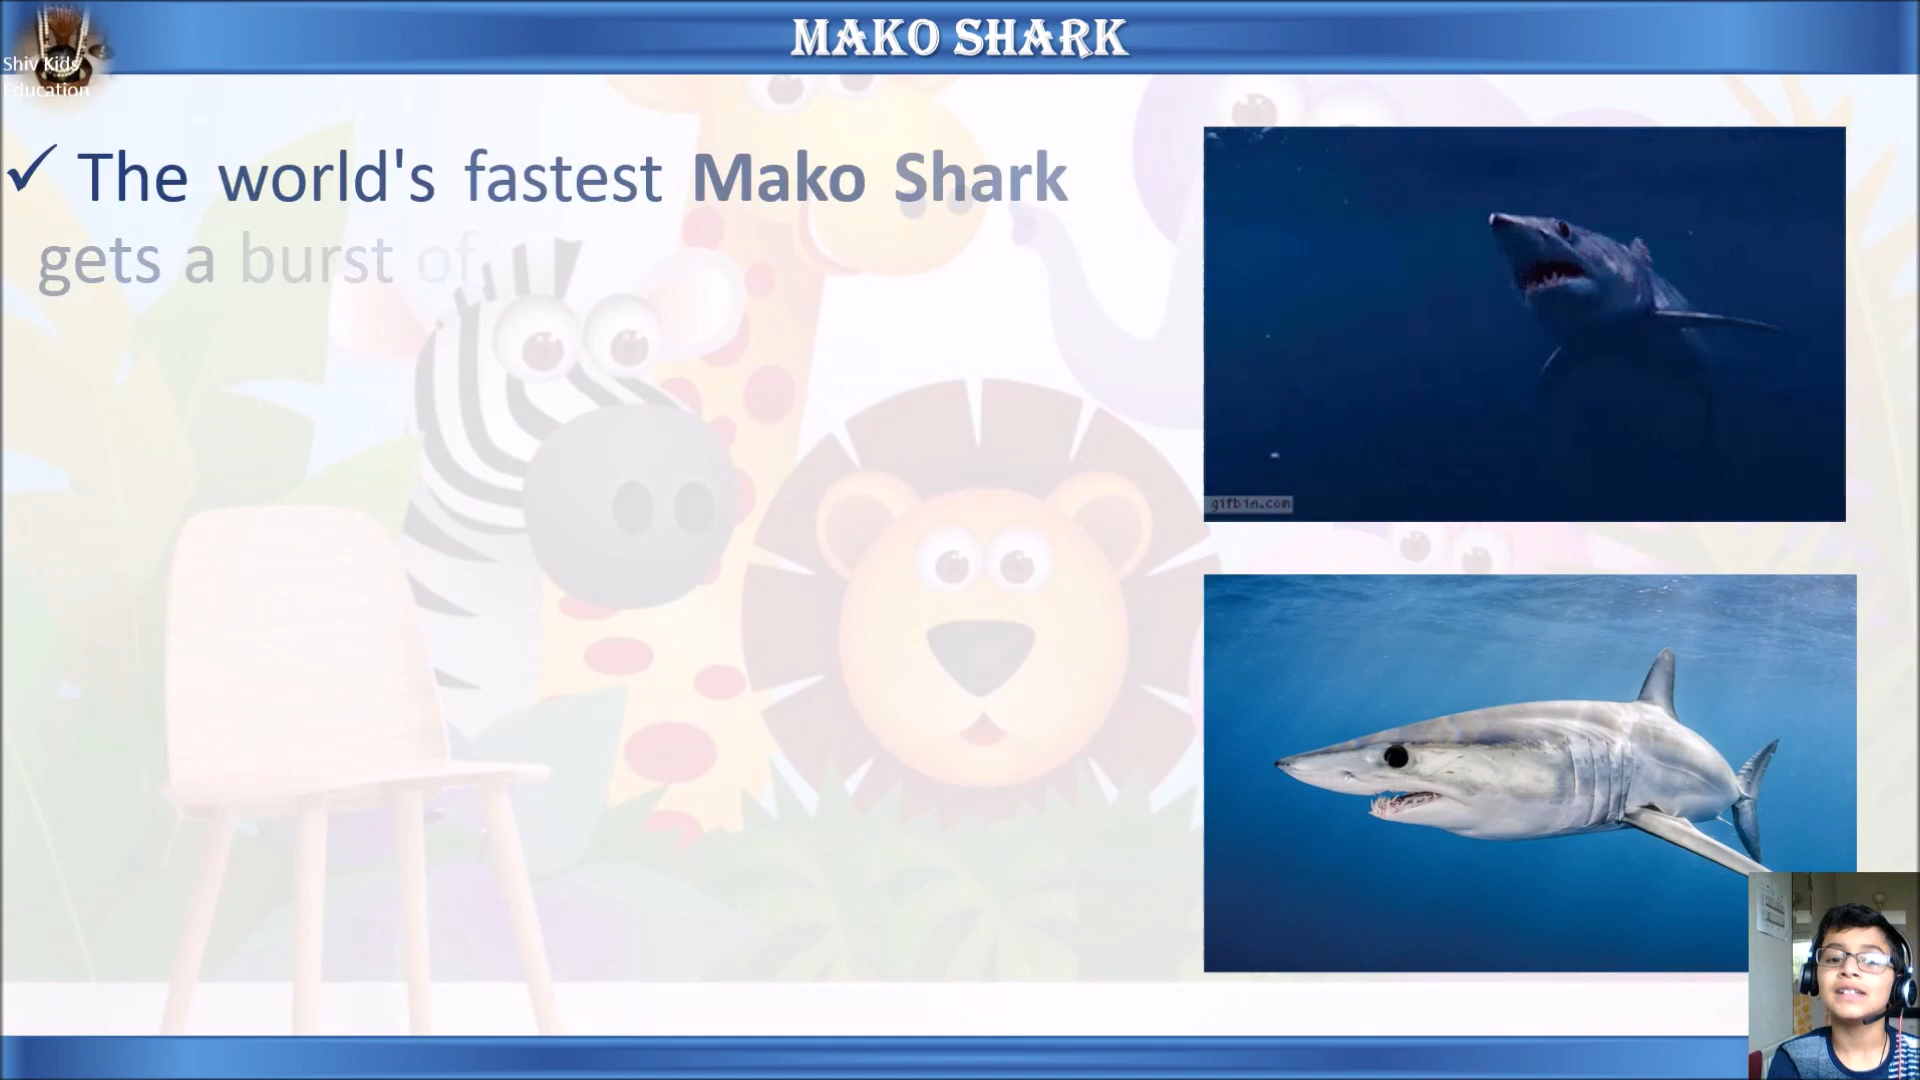 MAKO SHARK
Shiv Kids
Education
✓ The world's fastest Mako Shark
gets a burst of
gifbin.com